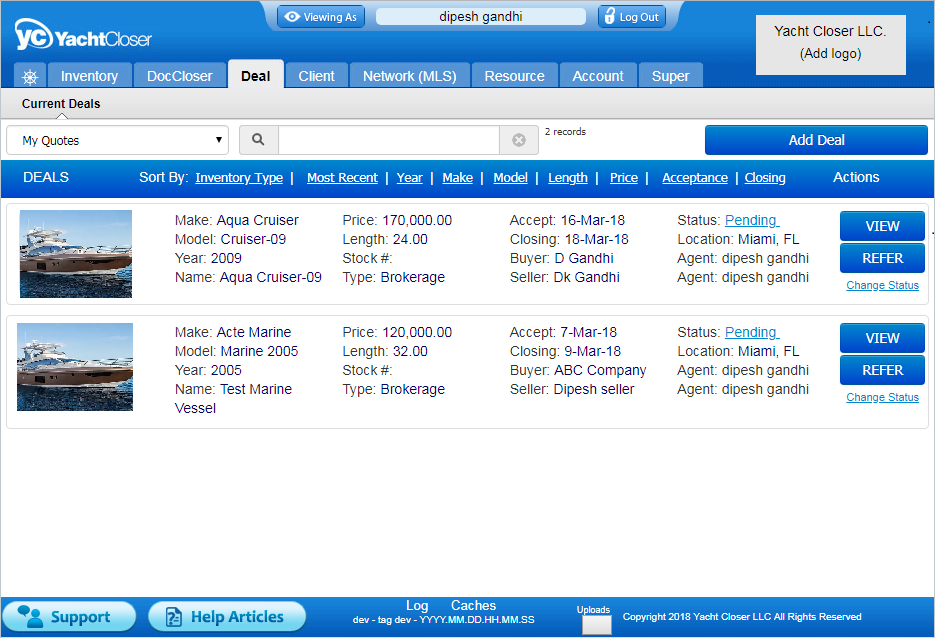 Viewing As dipesh gandhi Log Out
YC YachtCloser
Yacht Closer LLC.
(Add logo)
Inventory DocCloser Deal Client Network (MLS) Resource Account Super
Current Deals
My Quotes 2 records Add Deal
DEALS Sort By: Inventory Type | Most Recent | Year | Make | Model | Length | Price | Acceptance | Closing Actions
Make: Aqua Cruiser Price: 170,000.00 Accept: 16-Mar-18 Status: Pending VIEW
Model: Cruiser-09 Length: 24.00 Closing: 18-Mar-18 Location: Miami, FL
Year: 2009 Stock #: Buyer: D Gandhi Agent: dipesh gandhi REFER
Name: Aqua Cruiser-09 Type: Brokerage Seller: Dk Gandhi Agent: dipesh gandhi Change Status
Make: Acte Marine Price: 120,000.00 Accept: 7-Mar-18 Status: Pending VIEW
Model: Marine 2005 Length: 32.00 Closing: 9-Mar-18 Location: Miami, FL
Year: 2005 Stock #: Buyer: ABC Company Agent: dipesh gandhi REFER
Name: Test Marine Type: Brokerage Seller: Dipesh seller Agent: dipesh gandhi Change Status
Vessel
Support Help Articles Log Caches Uploads
dev - tag dev - YYYY.MM.DD.HH.MM.SS Copyright 2018 Yacht Closer LLC All Rights Reserved